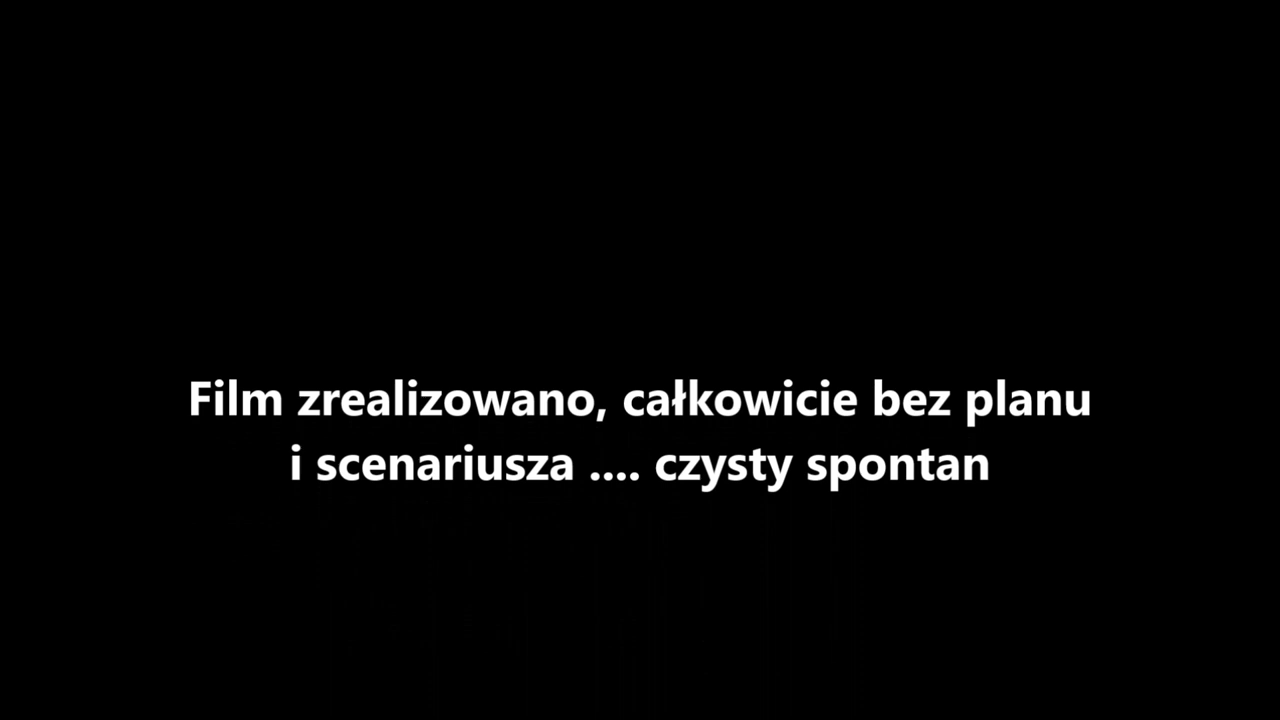 Film zrealizowano, całkowicie bez planu
i scenariusza .... czysty spontan